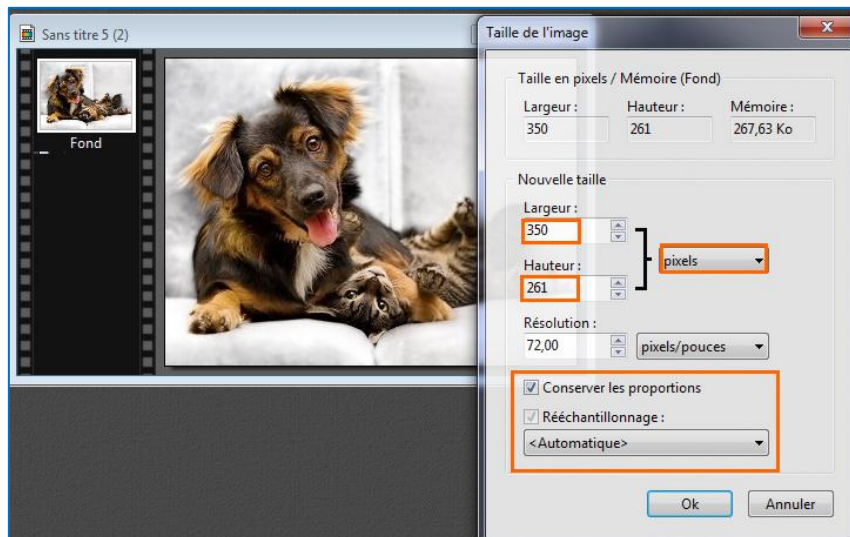 Sans titre 5 (2)
Fond
Taille de l'image
Taille en pixels / Mémoire (Fond)
Largeur : Hauteur : Mémoire :
350 261 267,63 Ko
Nouvelle taille
Largeur :
350
pixels
Hauteur :
261
Résolution :
72,00 pixels/pouces
Conserver les proportions
Rééchantillonnage :
<Automatique>
Ok Annuler